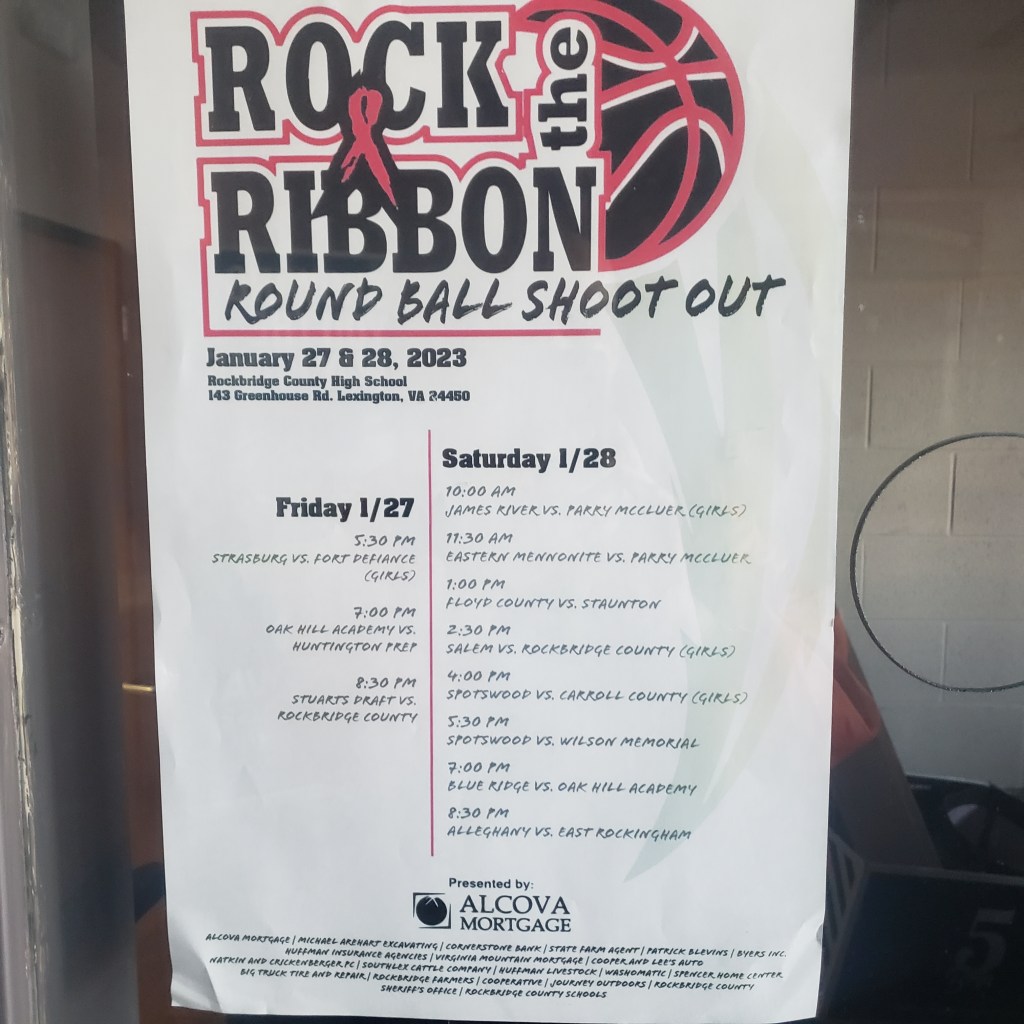 ROCK the
RIBBON
ROUND BALL SHOOT OUT
January 27 & 28, 2023
Rockbridge County High School
143 Greenhouse Rd. Lexington, VA 24450
Friday 1/27
5:30 PM
STRASBURG VS. FORT DEFIANCE
(GIRLS)
7:00 PM
OAK HILL ACADEMY VS.
HUNTINGTON PREP
8:30 PM
STUARTS DRAFT VS.
ROCKBRIDGE COUNTY
Saturday 1/28
10:00 AM
JAMES RIVER VS. PARRY MCCLUER (GIRLS)
11:30 AM
EASTERN MENNONITE VS. PARRY MCCLUER
1:00 PM
FLOYD COUNTY VS. STAUNTON
2:30 PM
SALEM VS. ROCKBRIDGE COUNTY (GIRLS)
4:00 PM
SPOTSWOOD VS. CARROLL COUNTY (GIRLS)
5:30 PM
SPOTSWOOD VS. WILSON MEMORIAL
7:00 PM
BLUE RIDGE VS. OAK HILL ACADEMY
8:30 PM
ALLEGHANY VS. EAST ROCKINGHAM
Presented by:
ALCOVA
MORTGAGE
ALCOVA MORTGAGE | MICHAEL AREHART EXCAVATING | CORNERSTONE BANK | STATE FARM AGENT | PATRICK BLEVINS | BYERS INC.
HUFFMAN INSURANCE AGENCIES | VIRGINIA MOUNTAIN MORTGAGE | COOPER AND LEE'S AUTO
NATKIN AND CRICKENBERGER PC | SOUTHLEX CATTLE COMPANY | HUFFMAN LIVESTOCK | WASHOMATIC | SPENCER HOME CENTER
BIG TRUCK TIRE AND REPAIR | ROCKBRIDGE FARMERS | COOPERATIVE | JOURNEY OUTDOORS | ROCKBRIDGE COUNTY
SHERIFF'S OFFICE | ROCKBRIDGE COUNTY SCHOOLS
5